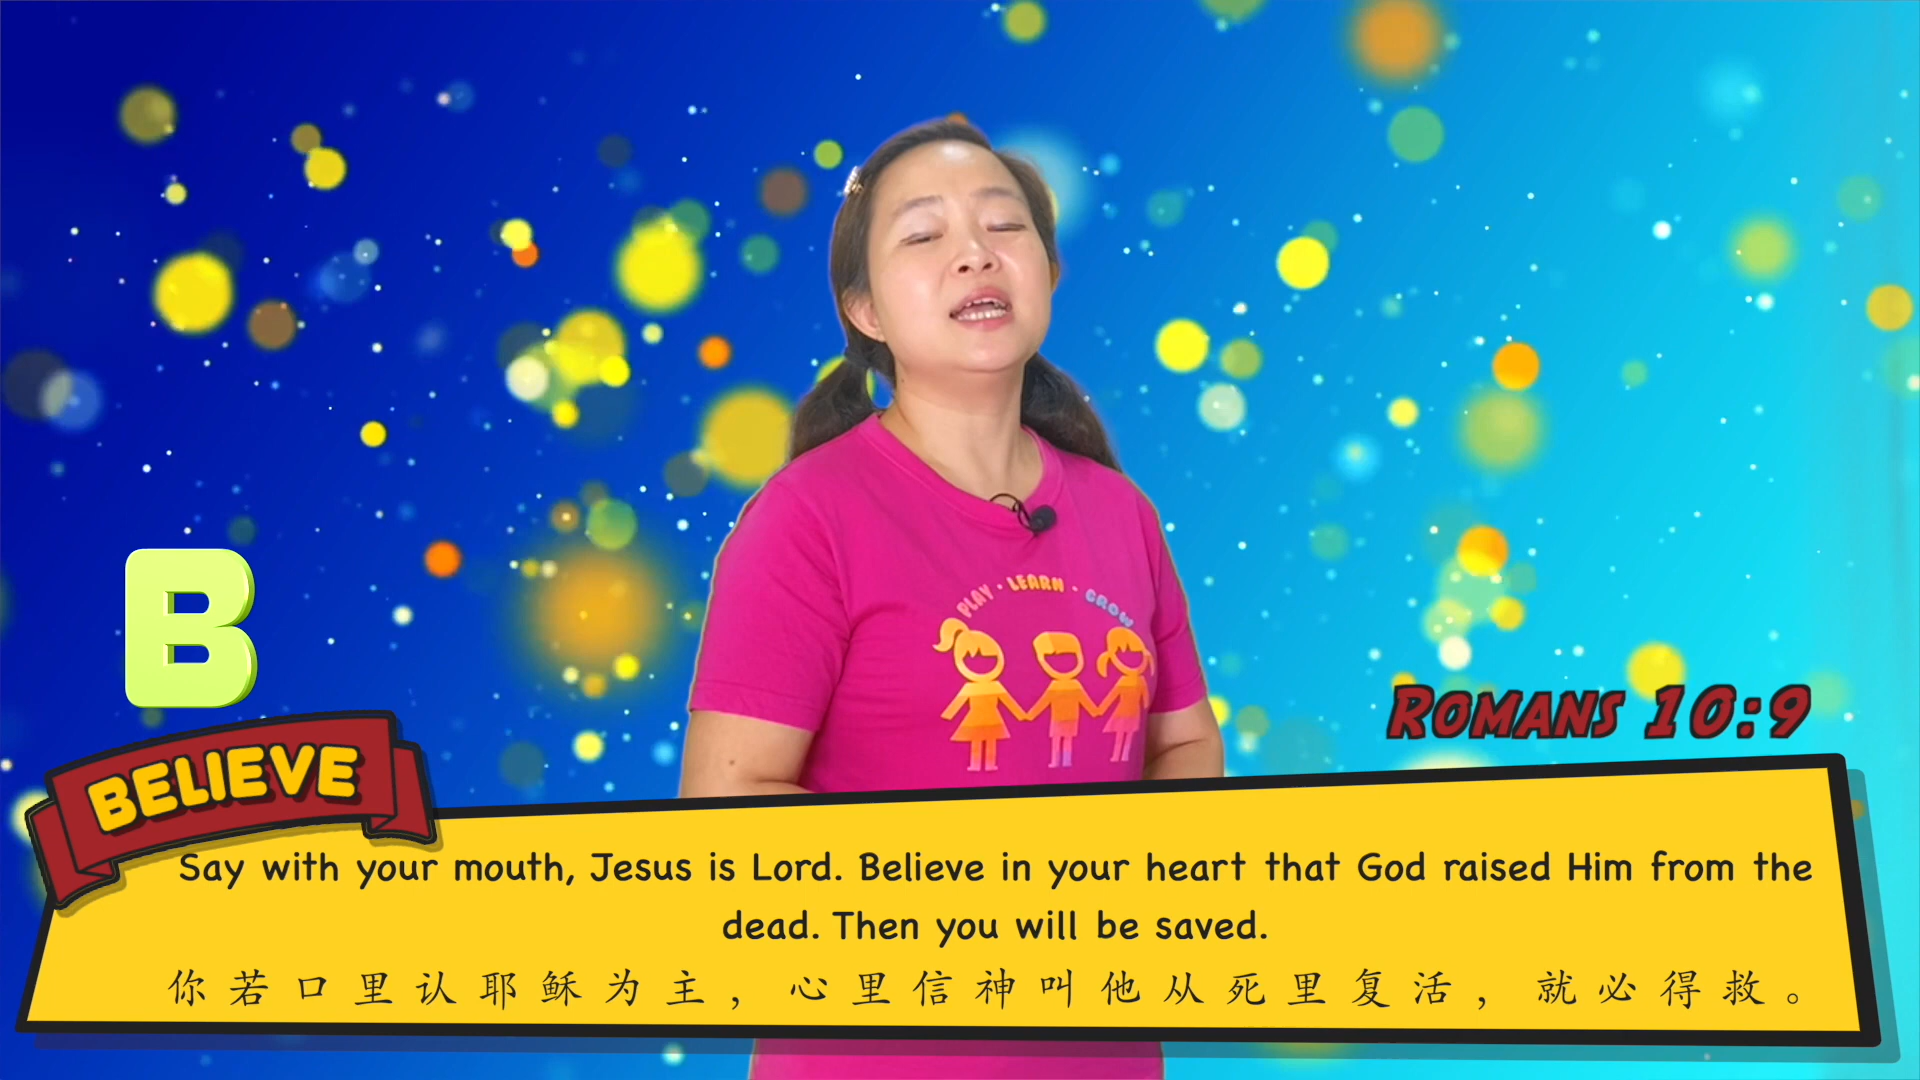 PLAY · LEARN · GROW
B
ROMANS 10:9
BELIEVE
Say with your mouth, Jesus is Lord. Believe in your heart that God raised Him from the
dead. Then you will be saved.
你若口里认耶稣为主，心里信神叫他从死里复活，就必得救。